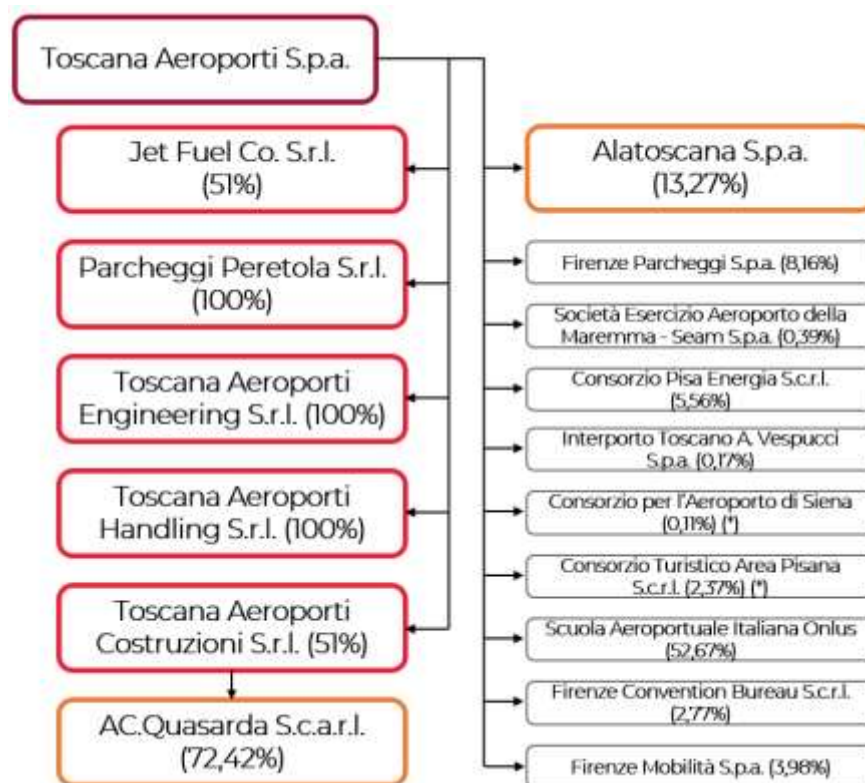 Toscana Aeroporti S.p.a.
Jet Fuel Co. S.r.l.
(51%)
Parcheggi Peretola S.r.l.
(100%)
Toscana Aeroporti
Engineering S.r.l. (100%)
Toscana Aeroporti
Handling S.r.l. (100%)
Toscana Aeroporti
Costruzioni S.r.l. (51%)
AC.Quasarda S.c.a.r.l.
(72,42%)
Alatoscana S.p.a.
(13,27%)
Firenze Parcheggi S.p.a. (8,16%)
Società Esercizio Aeroporto della
Maremma - Seam S.p.a. (0,39%)
Consorzio Pisa Energia S.c.r.l.
(5,56%)
Interporto Toscano A. Vespucci
S.p.a. (0,17%)
Consorzio per l'Aeroporto di Siena
(0,11%) (*)
Consorzio Turistico Area Pisana
S.c.r.l. (2,37%) (*)
Scuola Aeroportuale Italiana Onlus
(52,67%)
Firenze Convention Bureau S.c.r.l.
(2,77%)
Firenze Mobilità S.p.a. (3,98%)